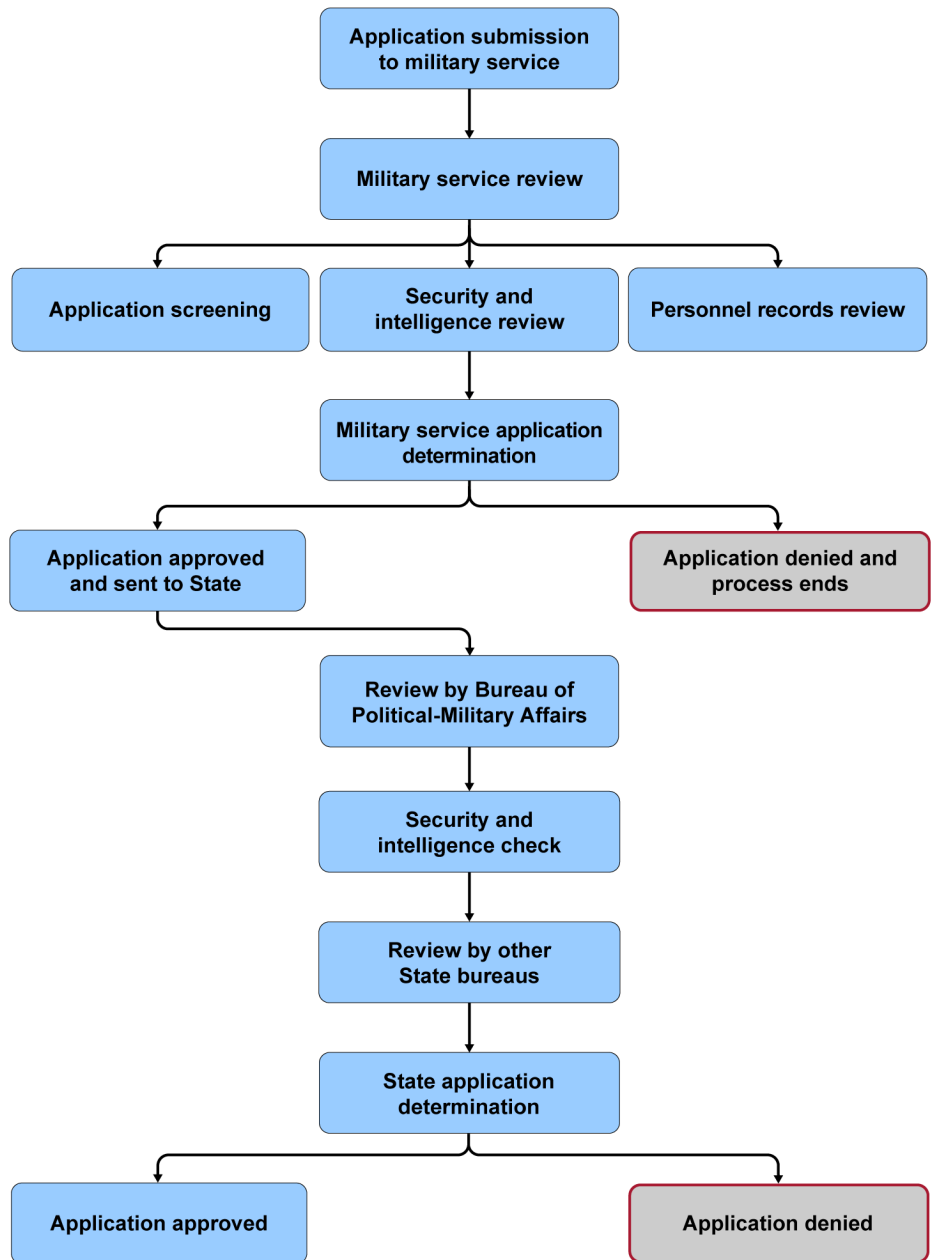 Application submission
to military service
Military service review
Application screening
Security and
intelligence review
Personnel records review
Military service application
determination
Application approved
and sent to State
Application denied and
process ends
Review by Bureau of
Political-Military Affairs
Security and
intelligence check
Review by other
State bureaus
State application
determination
Application approved
Application denied